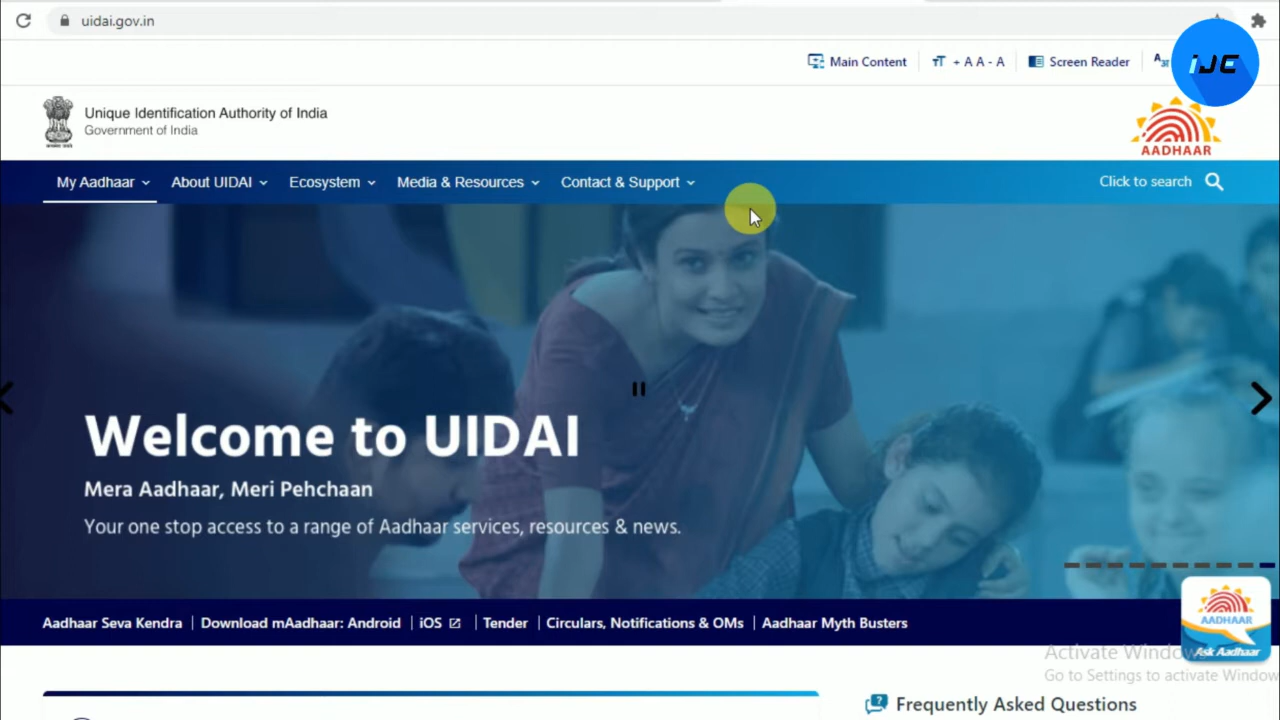 uidai.gov.in
Main Content
+ A A - A
Screen Reader
iJE
Unique Identification Authority of India
Government of India
AADHAAR
My Aadhaar
About UIDAI
Ecosystem
Media & Resources
Contact & Support
Click to search
Welcome to UIDAI
Mera Aadhaar, Meri Pehchaan
Your one stop access to a range of Aadhaar services, resources & news.
Aadhaar Seva Kendra
Download mAadhaar: Android
iOS
Tender
Circulars, Notifications & OMs
Aadhaar Myth Busters
AADHAAR
Ask Aadhaar
Activate Windows
Go to Settings to activate Window
Frequently Asked Questions